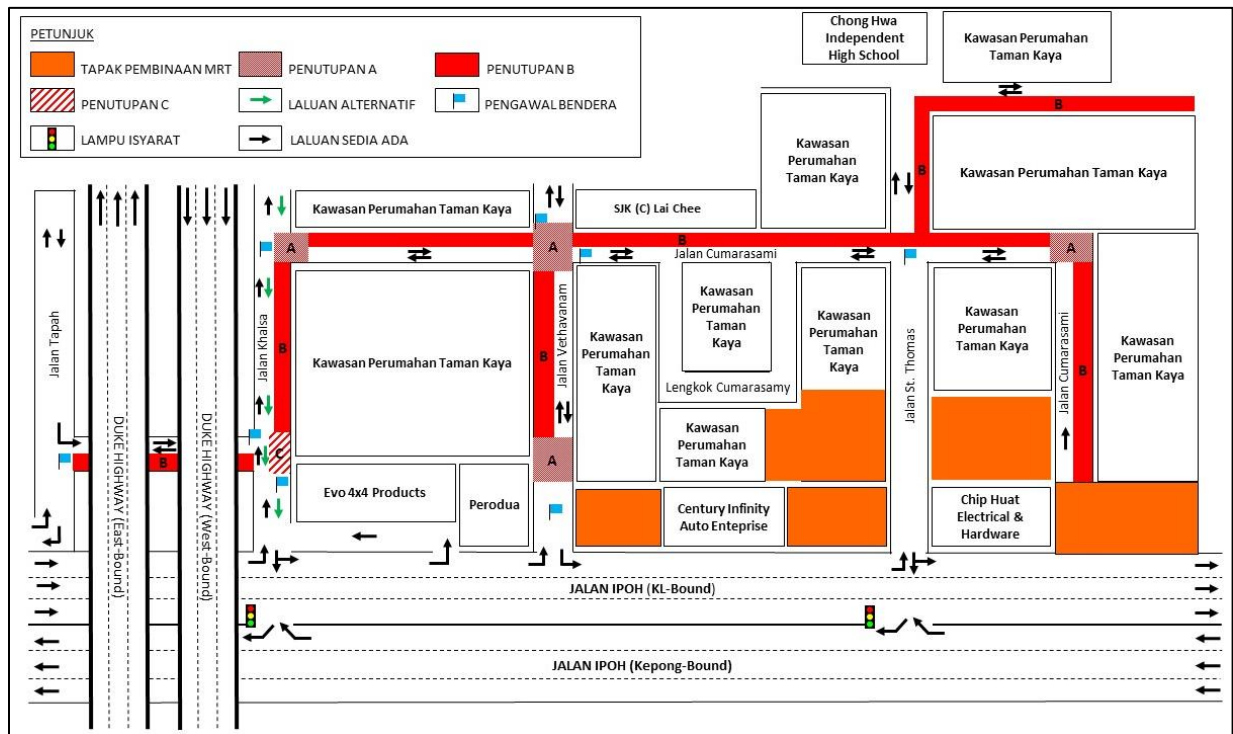 PETUNJUK
TAPAK PEMBINAAN MRT
PENUTUPAN A
PENUTUPAN B
PENUTUPAN C
LALUAN ALTERNATIF
PENGAWAL BENDERA
LAMPU ISYARAT
LALUAN SEDIA ADA
Chong Hwa
Independent
High School
Kawasan Perumahan
Taman Kaya
B
Kawasan
Perumahan
Taman Kaya
Kawasan Perumahan Taman Kaya
B
Kawasan Perumahan Taman Kaya
SJK (C) Lai Chee
A
A
B
A
Jalan Cumarasami
Jalan Tapah
DUKE HIGHWAY (East-Bound)
DUKE HIGHWAY (West-Bound)
Jalan Khalsa
B
Kawasan Perumahan Taman Kaya
B
Jalan Vethavanam
Kawasan
Perumahan
Taman
Kaya
Kawasan
Perumahan
Taman
Kaya
Kawasan
Perumahan
Taman
Kaya
Jalan St. Thomas
Kawasan
Perumahan
Taman Kaya
Jalan Cumarasami
B
Kawasan
Perumahan
Taman Kaya
Lengkok Cumarasamy
B
B
C
A
Kawasan
Perumahan
Taman Kaya
Evo 4x4 Products
Perodua
Century Infinity
Auto Enteprise
Chip Huat
Electrical &
Hardware
JALAN IPOH (KL-Bound)
JALAN IPOH (Kepong-Bound)